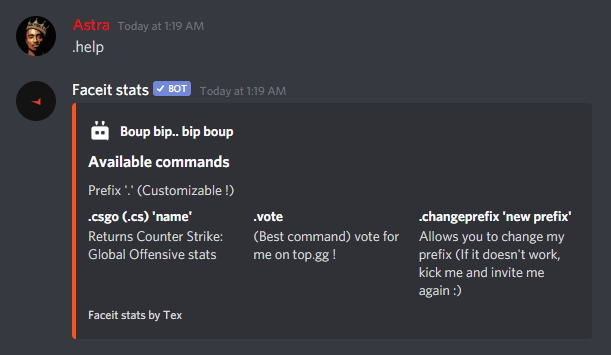 Astra Today at 1:19 AM
.help
Faceit stats BOT Today at 1:19 AM
Boup bip.. bip boup
Available commands
Prefix '.' (Customizable !)
.csgo (.cs) 'name'
Returns Counter Strike:
Global Offensive stats
.vote
(Best command) vote for
me on top.gg !
.changeprefix 'new prefix'
Allows you to change my
prefix (If it doesn't work,
kick me and invite me
again :)
Faceit stats by Tex